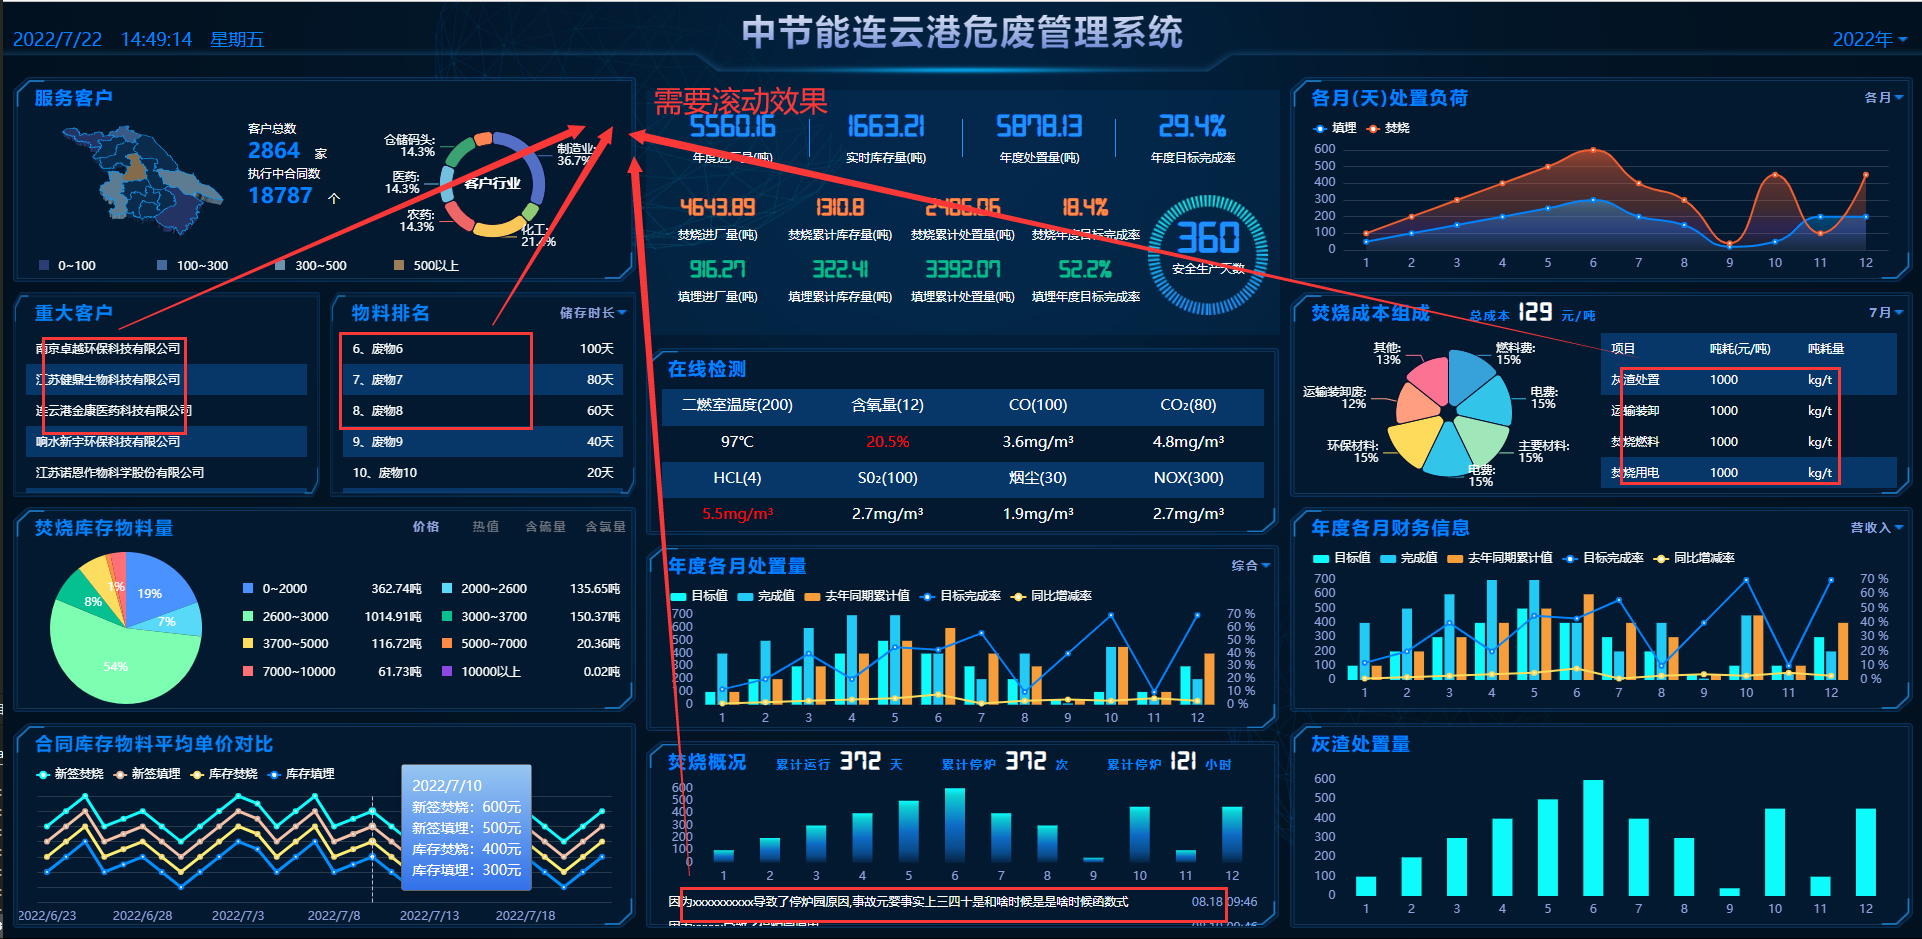 2022/7/22 14:49:14 星期五
中节能连云港危废管理系统
2022年
服务客户
客户总数
2864 家
执行中合同数
18787 个
仓储码头:
14.3%
医药:
14.3%
农药:
14.3%
客户行业
制造业:
36.7%
化工:
21.4%
0~100
100~300
300~500
500以上
需要滚动效果
5560.16
年度进厂量(吨)
1663.21
实时库存量(吨)
5878.13
年度处置量(吨)
29.4%
年度目标完成率
4643.89
焚烧进厂量(吨)
1310.8
焚烧累计库存量(吨)
2486.06
焚烧累计处置量(吨)
18.4%
焚烧年度目标完成率
916.27
填埋进厂量(吨)
322.41
填埋累计库存量(吨)
3392.07
填埋累计处置量(吨)
52.2%
填埋年度目标完成率
360
安全生产天数
各月(天)处置负荷
各月
填埋 焚烧
600
500
400
300
200
100
0
1 2 3 4 5 6 7 8 9 10 11 12
重大客户
南京卓越环保科技有限公司
江苏健鼎生物科技有限公司
连云港金康医药科技有限公司
响水新宇环保科技有限公司
江苏诺恩作物科学股份有限公司
物料排名
储存时长
6、废物6 100天
7、废物7 80天
8、废物8 60天
9、废物9 40天
10、废物10 20天
在线检测
二燃室温度(200) 含氧量(12) CO(100) CO₂(80)
97℃ 20.5% 3.6mg/m³ 4.8mg/m³
HCL(4) SO₂(100) 烟尘(30) NOX(300)
5.5mg/m³ 2.7mg/m³ 1.9mg/m³ 2.7mg/m³
焚烧成本组成
总成本 129 元/吨
7月
其他:
13%
燃料费:
15%
运输装卸废:
12%
电费:
15%
环保材料:
15%
主要材料:
15%
电费:
15%
项目 吨耗(元/吨) 吨耗量
灰渣处置 1000 kg/t
运输装卸 1000 kg/t
焚烧燃料 1000 kg/t
焚烧用电 1000 kg/t
焚烧库存物料量
价格 热值 含硫量 含氯量
19%
7%
54%
8%
1%
0~2000 362.74吨
2000~2600 135.65吨
2600~3000 1014.91吨
3000~3700 150.37吨
3700~5000 116.72吨
5000~7000 20.36吨
7000~10000 61.73吨
10000以上 0.02吨
年度各月处置量
综合
目标值 完成值 去年同期累计值 目标完成率 同比增减率
700
600
500
400
300
200
100
0
70 %
60 %
50 %
40 %
30 %
20 %
10 %
0 %
1 2 3 4 5 6 7 8 9 10 11 12
年度各月财务信息
营收入
目标值 完成值 去年同期累计值 目标完成率 同比增减率
700
600
500
400
300
200
100
0
70 %
60 %
50 %
40 %
30 %
20 %
10 %
0 %
1 2 3 4 5 6 7 8 9 10 11 12
合同库存物料平均单价对比
新签焚烧 新签填埋 库存焚烧 库存填埋
2022/7/10
新签焚烧: 600元
新签填埋: 500元
库存焚烧: 400元
库存填埋: 300元
2022/6/23 2022/6/28 2022/7/3 2022/7/8 2022/7/13 2022/7/18
焚烧概况
累计运行 372 天
累计停炉 372 次
累计停炉 121 小时
600
500
400
300
200
100
0
1 2 3 4 5 6 7 8 9 10 11 12
因为xxxxxxxxxx导致了停炉园原因,事故元要事实上三四十是和啥时候是是啥时候函数式 08.18 09:46
灰渣处置量
600
500
400
300
200
100
0
1 2 3 4 5 6 7 8 9 10 11 12